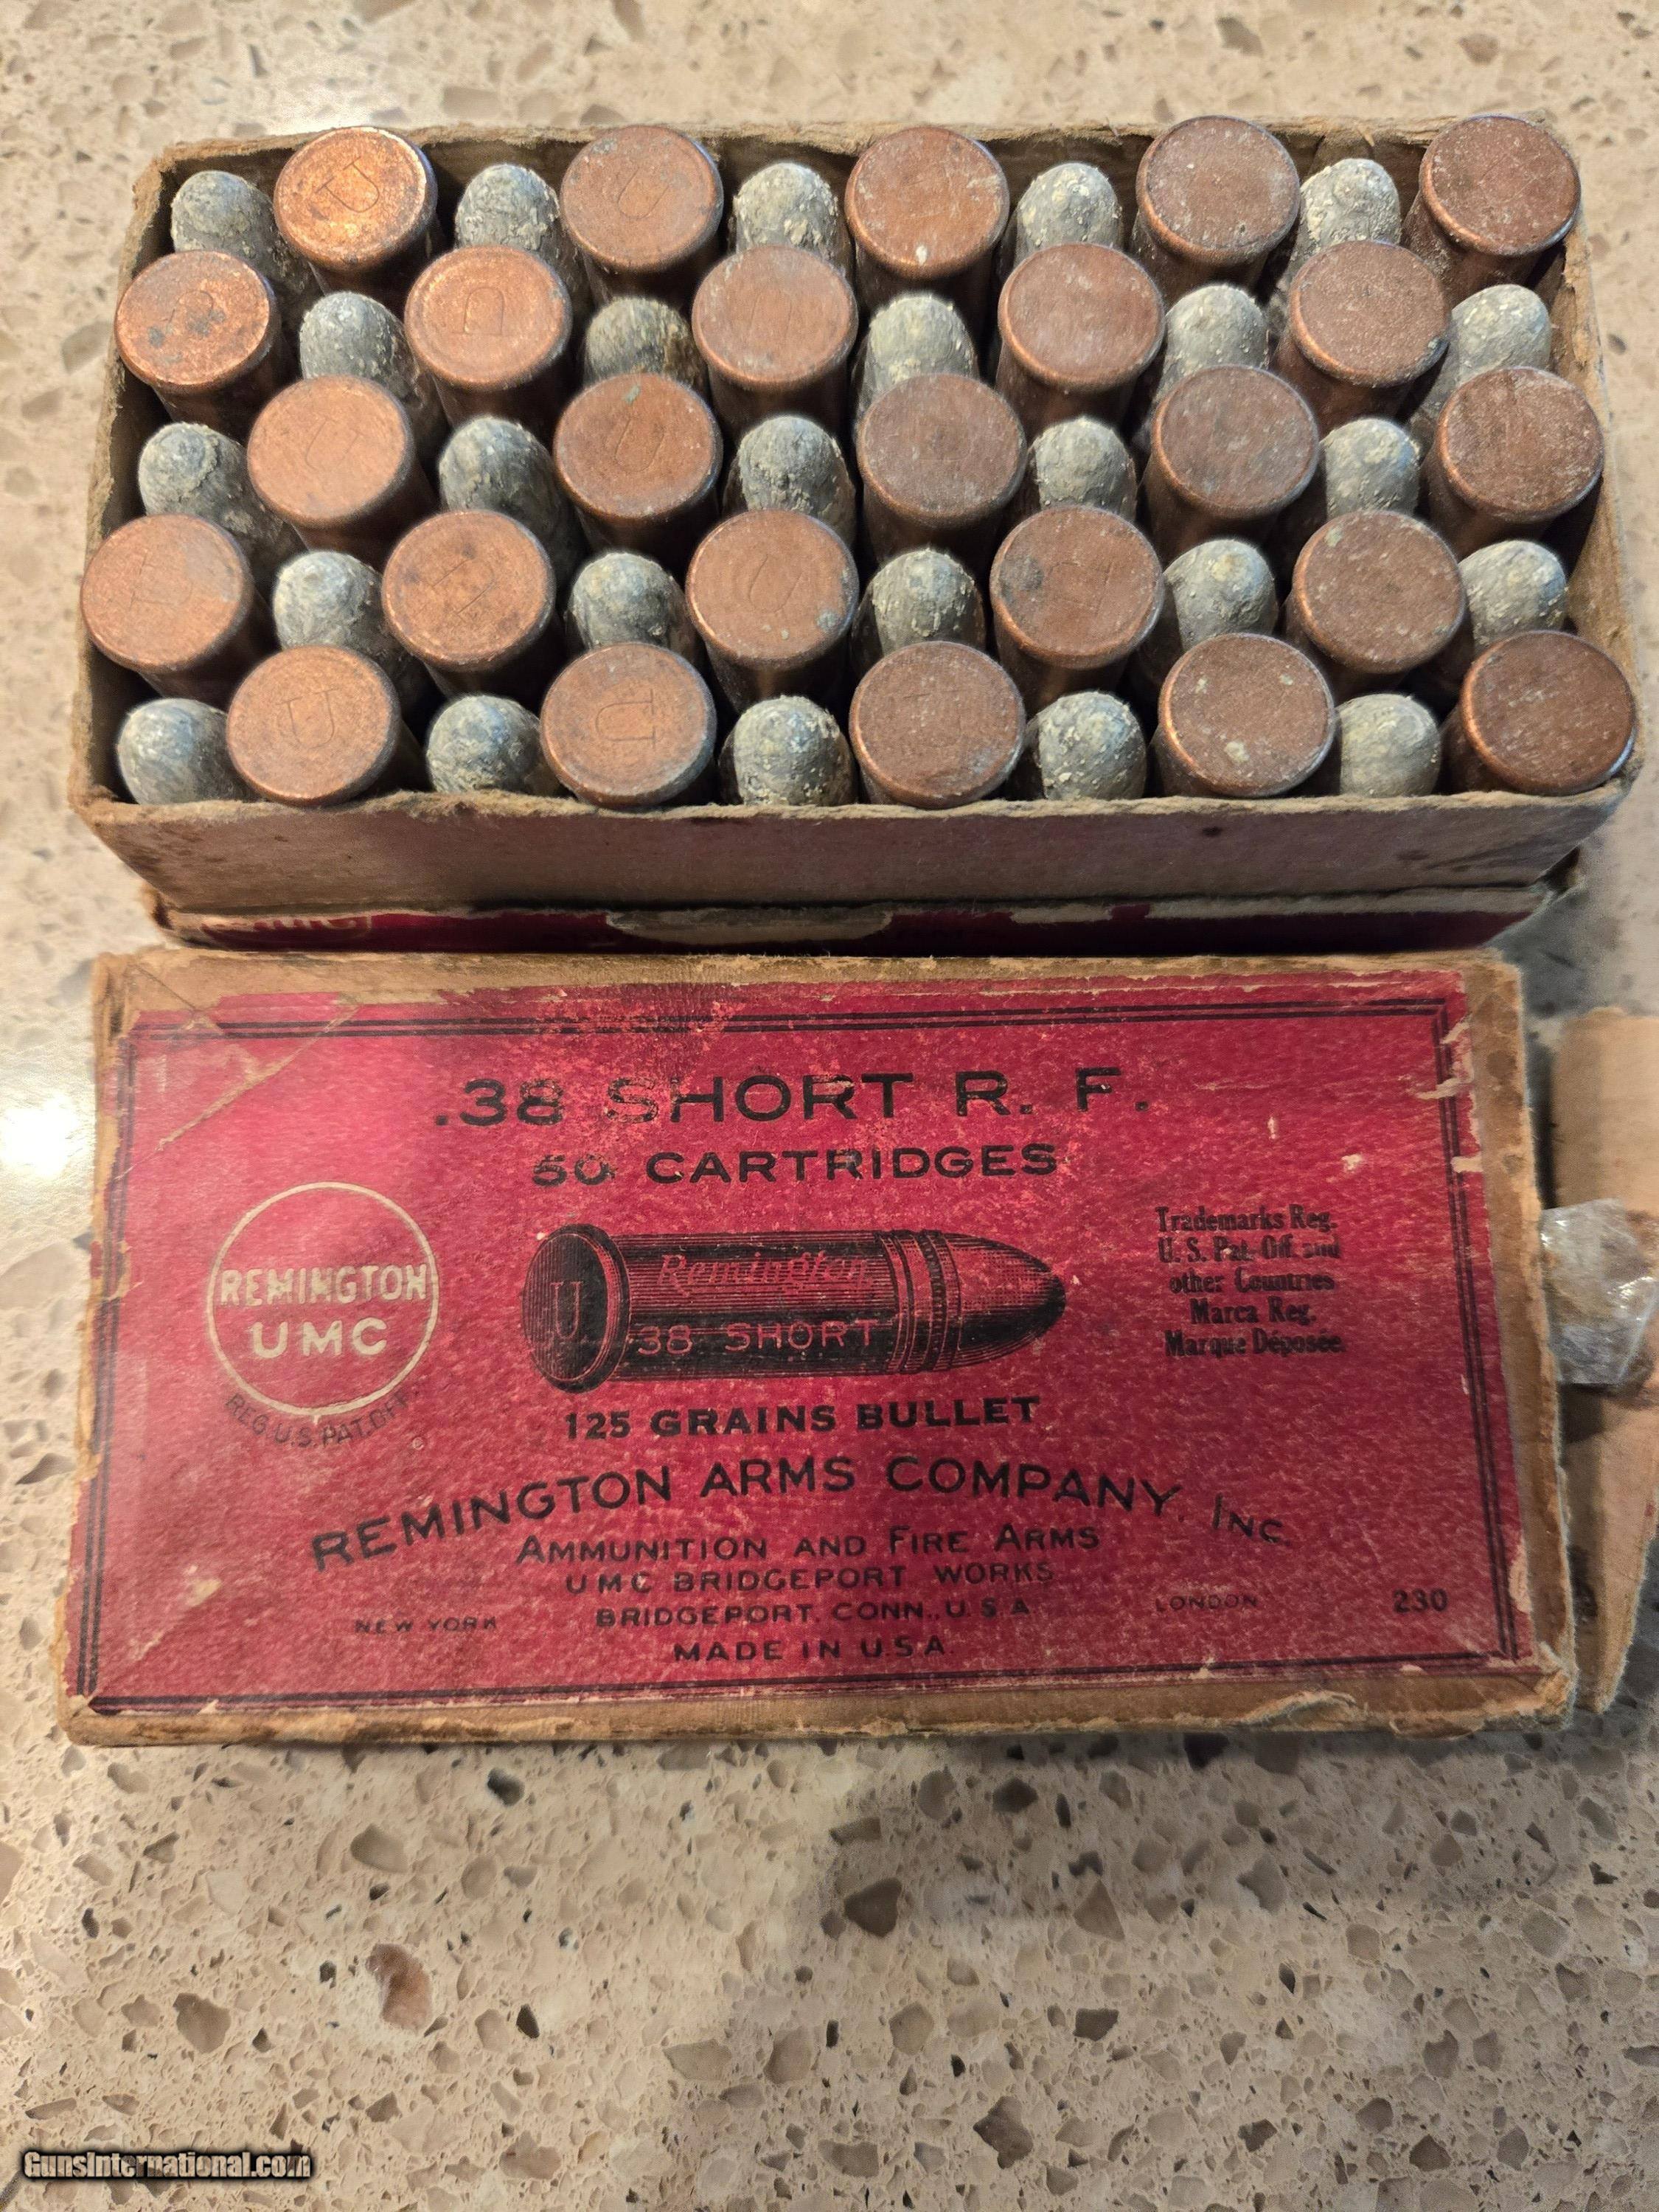 U
U
U
U
U
U
U
U
U
U
U
.38 SHORT R. F.
50 CARTRIDGES
REMINGTON
UMC
REG. U.S. PAT. OFF.
U
Remington
.38 SHORT
Trademarks Reg.
U. S. Pat. Off. and
other Countries
Marca Reg.
Marque Déposée.
125 GRAINS BULLET
REMINGTON ARMS COMPANY, INC.
AMMUNITION AND FIRE ARMS
UMC BRIDGEPORT WORKS
BRIDGEPORT, CONN., U.S.A.
NEW YORK
LONDON
230
MADE IN U.S.A.
GunsInternational.com